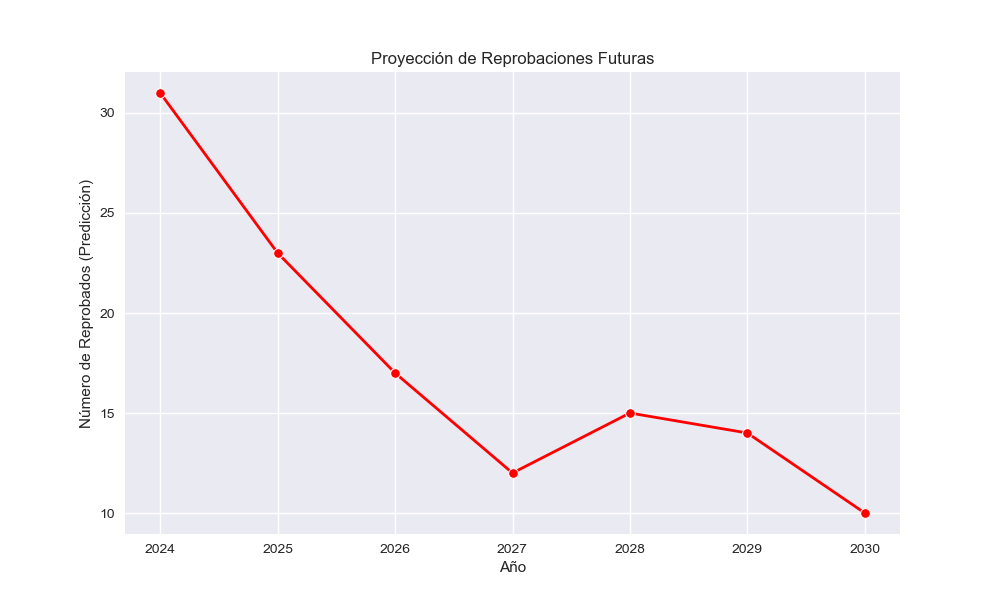 Proyección de Reprobaciones Futuras
Número de Reprobados (Predicción)
30
25
20
15
10
2024 2025 2026 2027 2028 2029 2030
Año